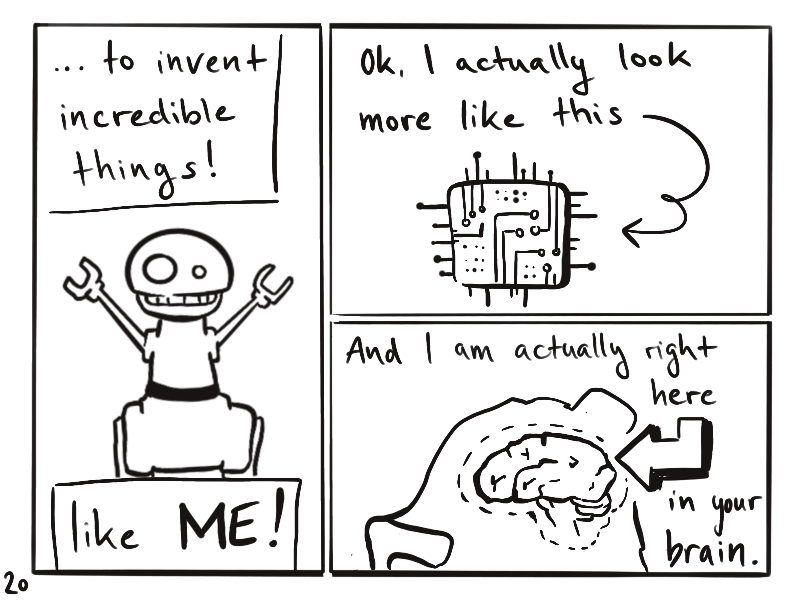 ... to invent
incredible
things!
like ME!
Ok, I actually look
more like this
And I am actually right
here
in your
brain.
20